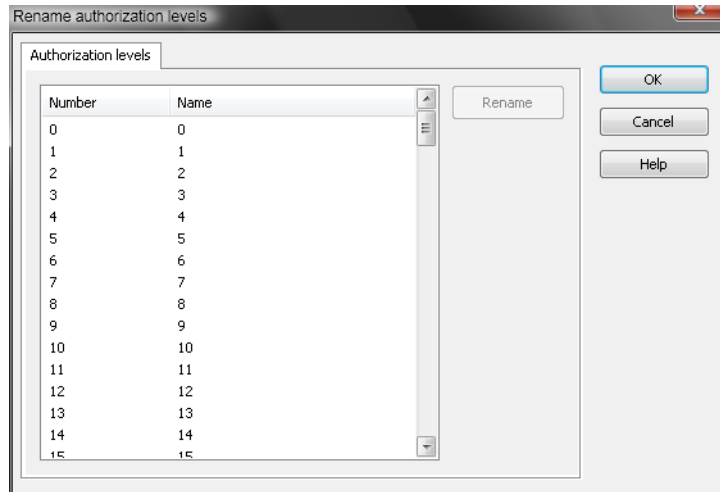 Rename authorization levels
Authorization levels
Number Name
0 0
1 1
2 2
3 3
4 4
5 5
6 6
7 7
8 8
9 9
10 10
11 11
12 12
13 13
14 14
15 15
Rename
OK
Cancel
Help